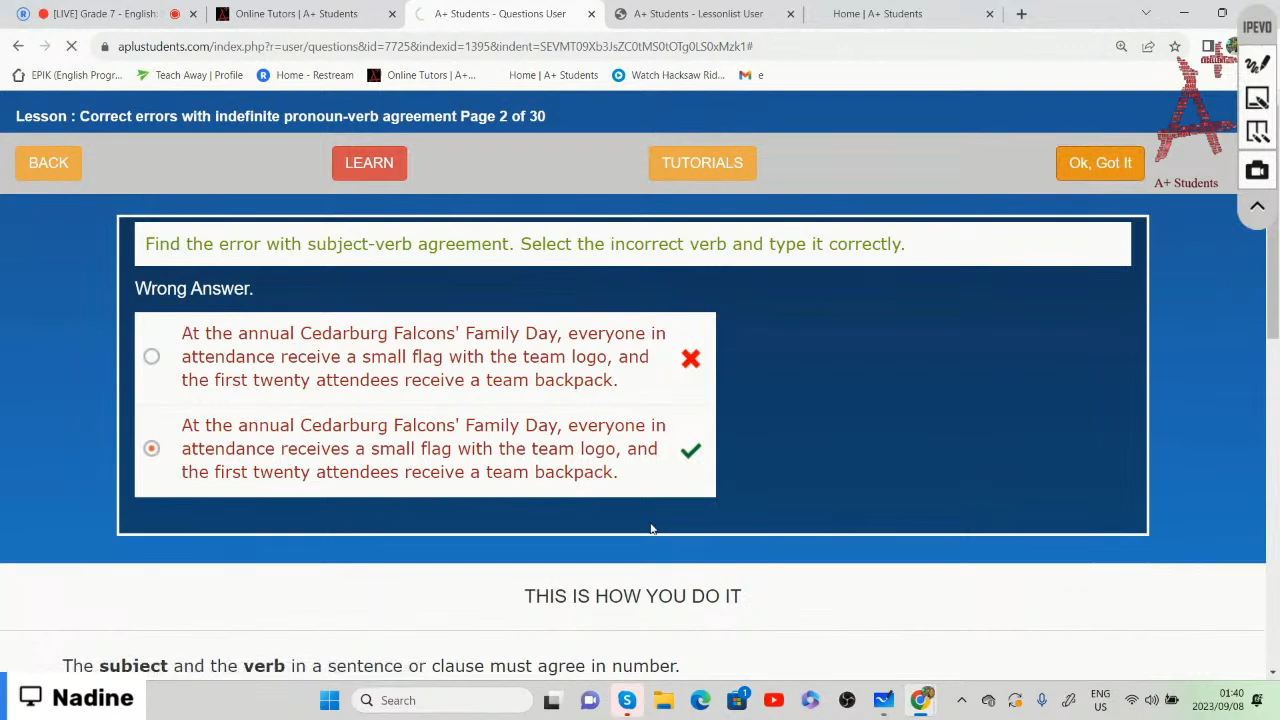 [LIVE] Grade 7 - English:
Online Tutors | A+ Students
A+ Students - Questions User
A+ Students - Lessonlist User
Home | A+ Students
aplustudents.com/index.php?r=user/questions&id=7725&indexid=1395&indent=SEVMT09Xb3JsZC0tMS0tOTg0LS0xMzk1#
EPIK (English Progr...
Teach Away | Profile
Home - Restream
Online Tutors | A+...
Home | A+ Students
Watch Hacksaw Rid...
e
IPEVO
Lesson : Correct errors with indefinite pronoun-verb agreement Page 2 of 30
BACK
LEARN
TUTORIALS
Ok, Got It
A+ Students
Find the error with subject-verb agreement. Select the incorrect verb and type it correctly.
Wrong Answer.
At the annual Cedarburg Falcons' Family Day, everyone in
attendance receive a small flag with the team logo, and
the first twenty attendees receive a team backpack.
At the annual Cedarburg Falcons' Family Day, everyone in
attendance receives a small flag with the team logo, and
the first twenty attendees receive a team backpack.
THIS IS HOW YOU DO IT
The subject and the verb in a sentence or clause must agree in number.
Nadine
Search
1
ENG
US
01:40
2023/09/08